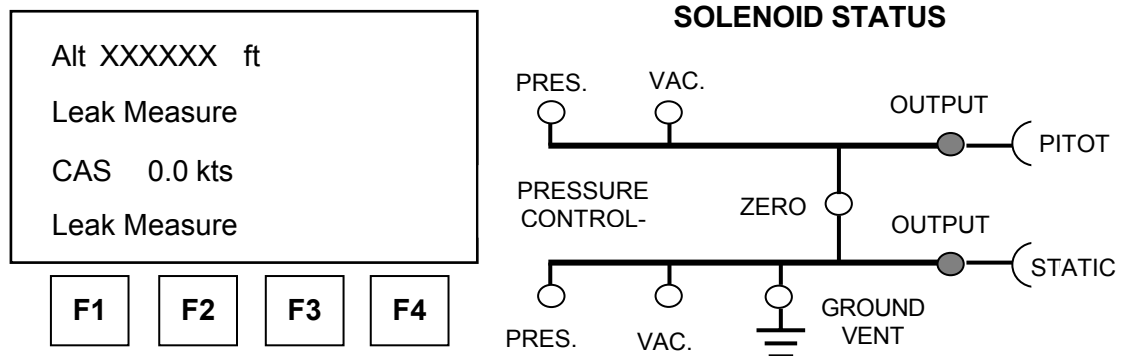 Alt XXXXXX ft
Leak Measure
CAS 0.0 kts
Leak Measure
F1 F2 F3 F4
SOLENOID STATUS
PRES.
VAC.
OUTPUT
PITOT
PRESSURE
CONTROL-
ZERO
OUTPUT
STATIC
GROUND
VENT
PRES.
VAC.